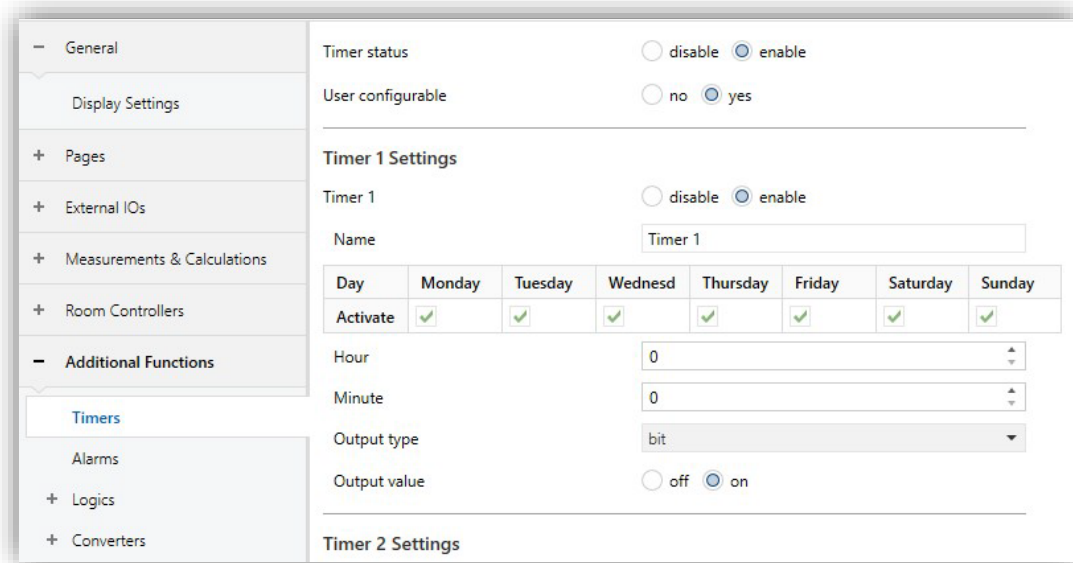 General
Display Settings
Pages
External IOs
Measurements & Calculations
Room Controllers
Additional Functions
Timers
Alarms
Logics
Converters
Timer status disable enable
User configurable no yes
Timer 1 Settings
Timer 1 disable enable
Name Timer 1
Day Monday Tuesday Wednesd Thursday Friday Saturday Sunday
Activate
Hour 0
Minute 0
Output type bit
Output value off on
Timer 2 Settings